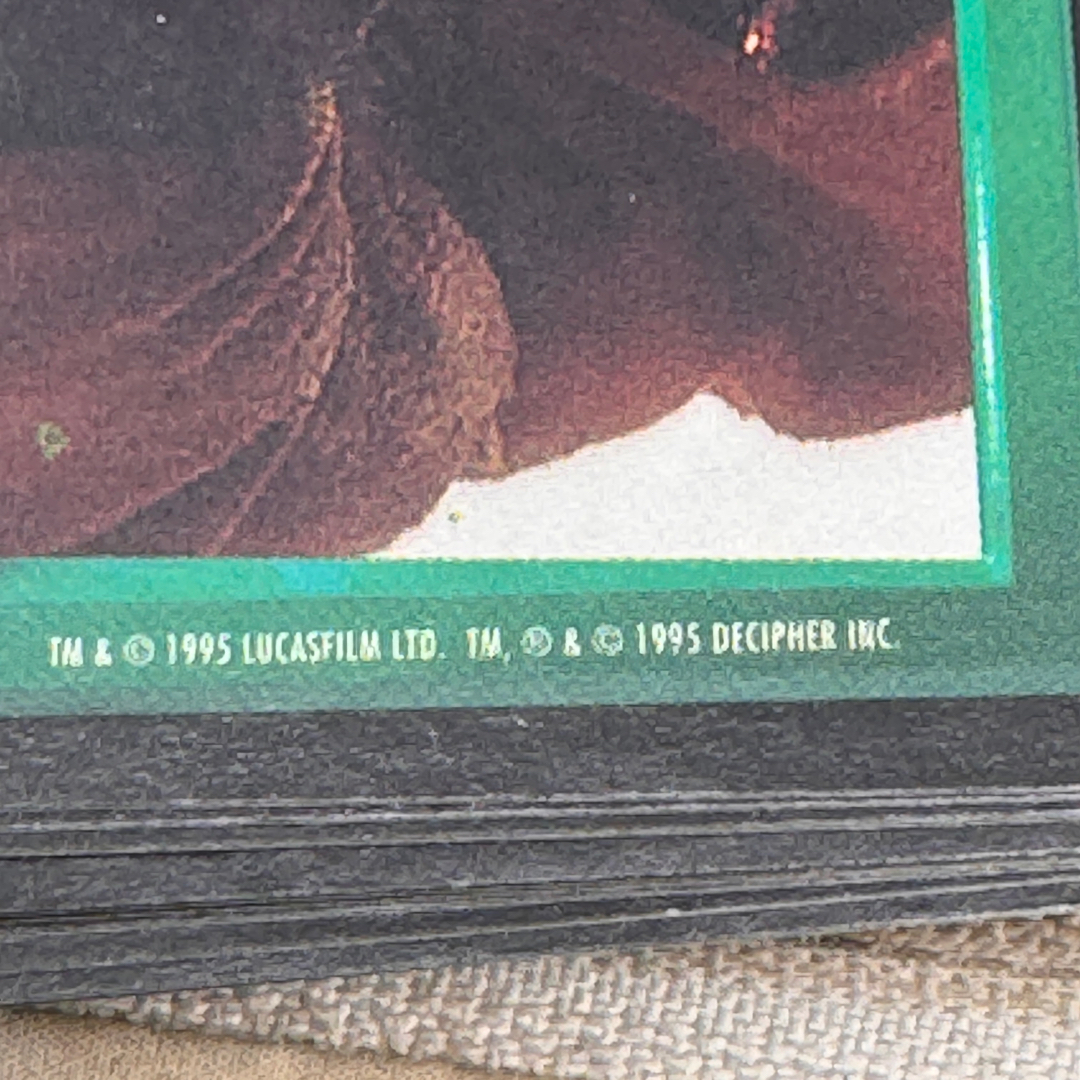 TM & © 1995 LUCASFILM LTD. TM, ® & © 1995 DECIPHER INC.